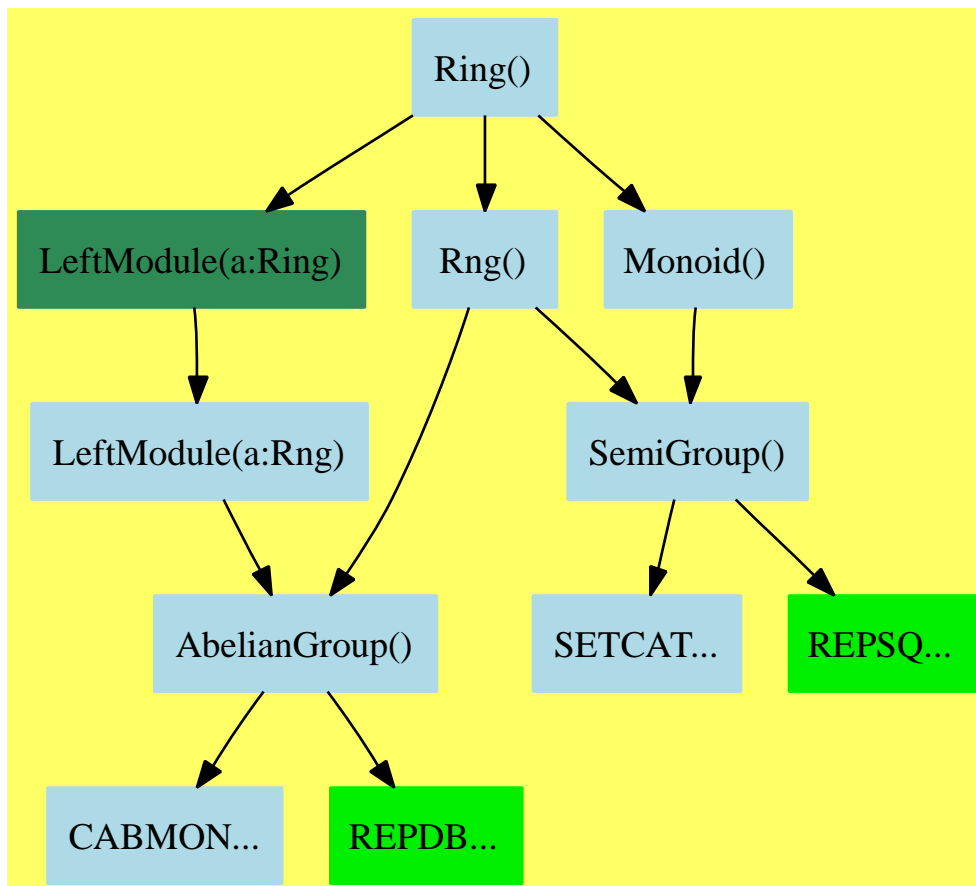 Ring()
LeftModule(a:Ring)
Rng()
Monoid()
LeftModule(a:Rng)
SemiGroup()
AbelianGroup()
SETCAT...
REPSQ...
CABMON...
REPDB...